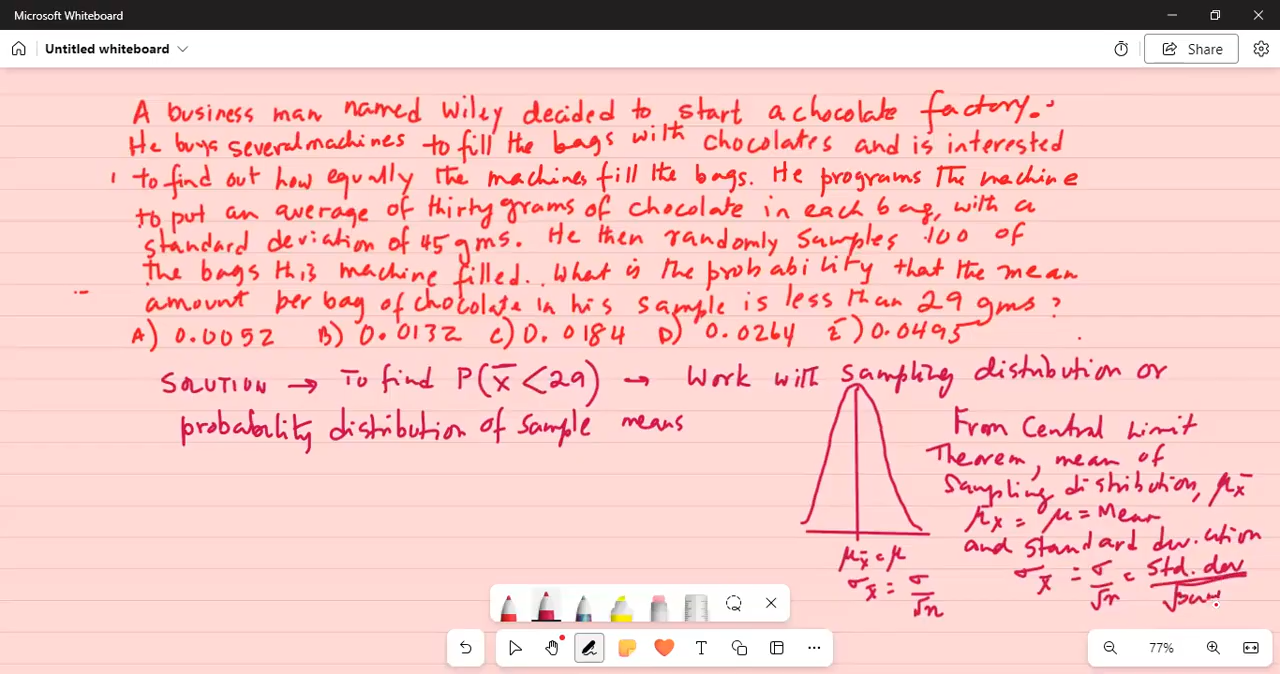 Microsoft Whiteboard
Untitled whiteboard
Share
A business man named Wiley decided to start a chocolate factory.
He buys several machines to fill the bags with chocolates and is interested
to find out how equally the machines fill the bags. He programs the machine
to put an average of thirty grams of chocolate in each bag, with a
standard deviation of 45 gms. He then randomly samples 100 of
the bags this machine filled. What is the probability that the mean
amount per bag of chocolate in his sample is less than 29 gms?
A) 0.0052 B) 0.0132 C) 0.0184 D) 0.0264 E) 0.0495
SOLUTION → To find P(x̄ < 29) → Work with sampling distribution or
probability distribution of sample means
From Central Limit
Theorem, mean of
Sampling distribution, μx̄
μx̄ = μ = Mean
and standard deviation
σx̄ = σ/√n = Std. dev
μx̄ = μ
σx̄ = σ/√n
77%